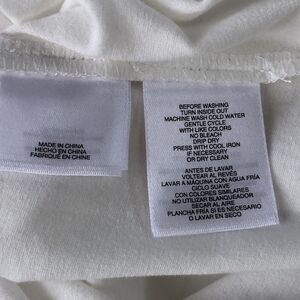 MADE IN CHINA
HECHO EN CHINA
FABRIQUÉ EN CHINE
BEFORE WASHING
TURN INSIDE OUT
MACHINE WASH COLD WATER
GENTLE CYCLE
WITH LIKE COLORS
NO BLEACH
DRIP DRY
PRESS WITH COOL IRON
IF NECESSARY
OR DRY CLEAN
ANTES DE LAVAR
VOLTEAR AL REVÉS
LAVAR A MÁQUINA CON AGUA FRÍA
CICLO SUAVE
CON COLORES SIMILARES
NO UTILIZAR BLANQUEADOR
SECAR AL AIRE
PLANCHA FRÍA SI ES NECESARIO
O LAVAR EN SECO